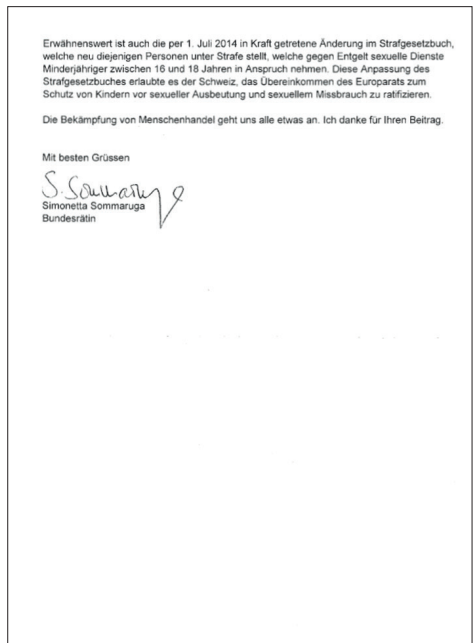 Erwähnenswert ist auch die per 1. Juli 2014 in Kraft getretene Änderung im Strafgesetzbuch,
welche neu diejenigen Personen unter Strafe stellt, welche gegen Entgelt sexuelle Dienste
Minderjähriger zwischen 16 und 18 Jahren in Anspruch nehmen. Diese Anpassung des
Strafgesetzbuches erlaubte es der Schweiz, das Übereinkommen des Europarats zum
Schutz von Kindern vor sexueller Ausbeutung und sexuellem Missbrauch zu ratifizieren.
Die Bekämpfung von Menschenhandel geht uns alle etwas an. Ich danke für Ihren Beitrag.
Mit besten Grüssen
S. Sommaruga
Simonetta Sommaruga
Bundesrätin